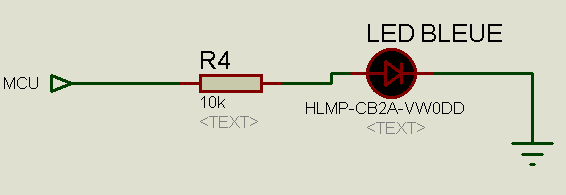 LED BLEUE
R4
MCU
10k
HLMP-CB2A-VW0DD
<TEXT>
<TEXT>